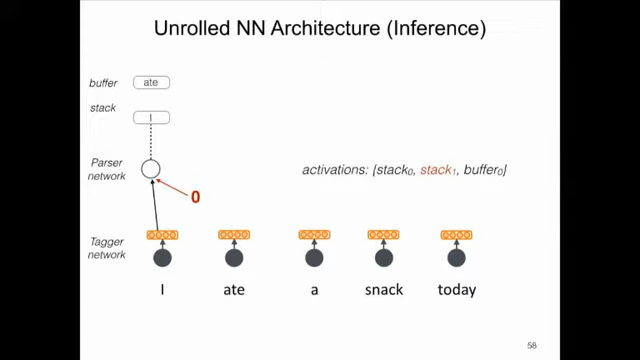 Unrolled NN Architecture (Inference)
buffer
ate
stack
I
Parser
network
activations: [stack0, stack1, buffer0]
0
Tagger
network
I ate a snack today
58